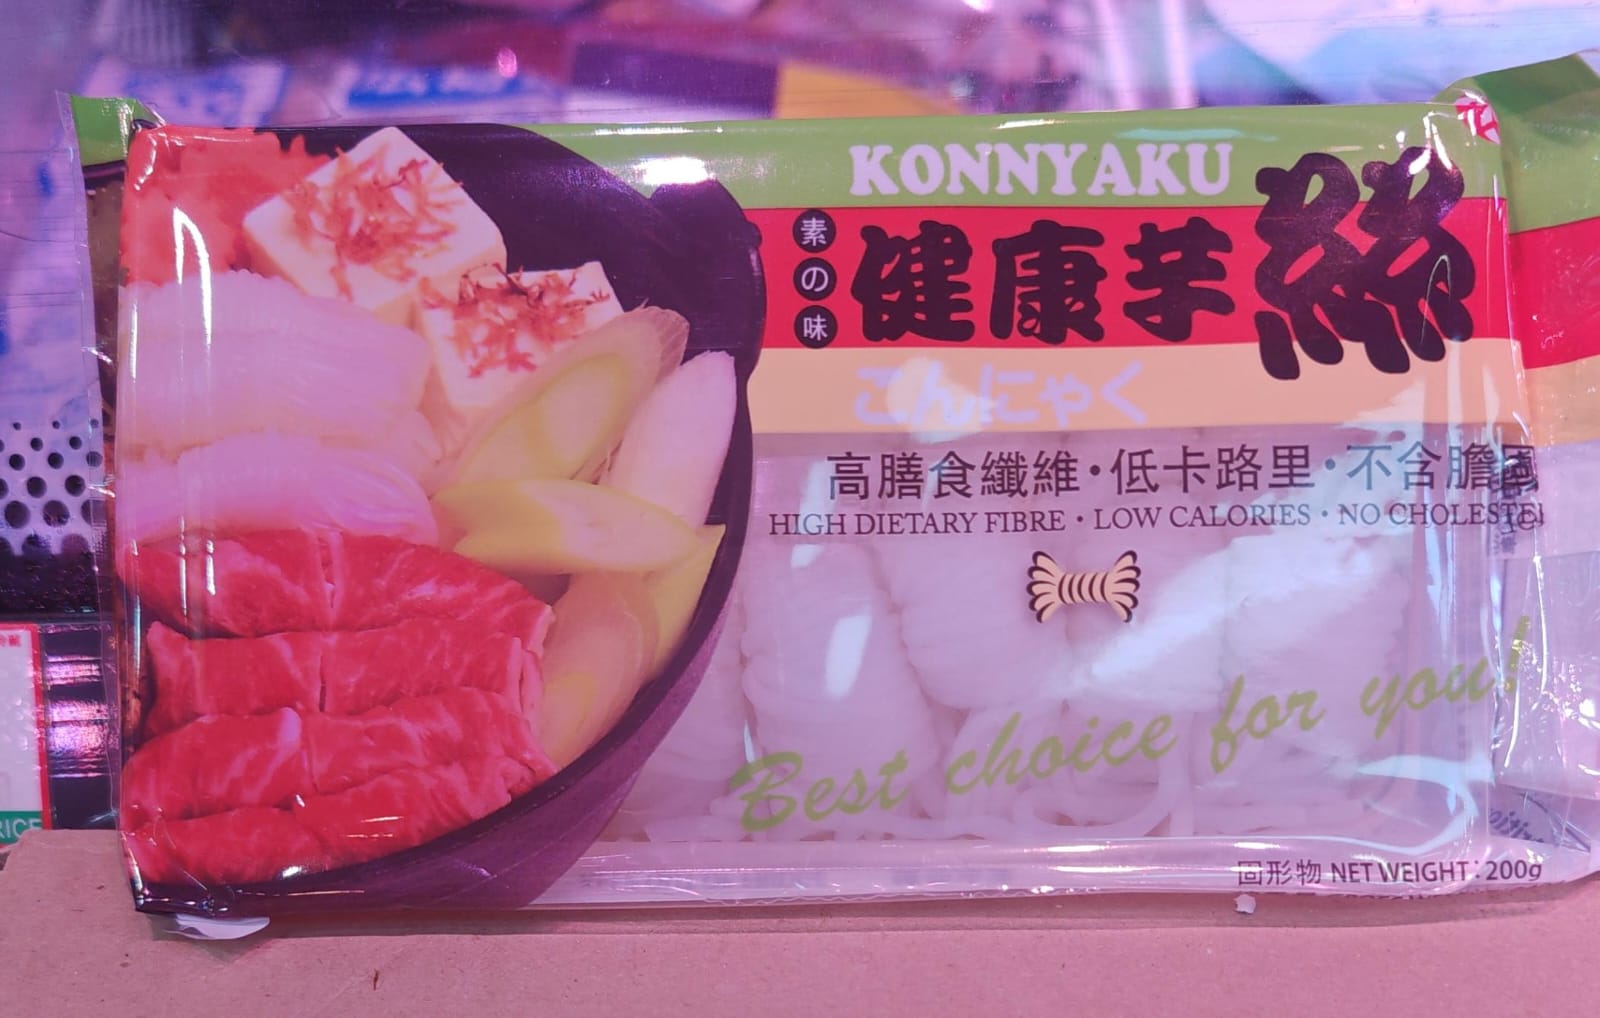 KONNYAKU
素の味
健康芋絲
こんにゃく
高膳食纖維・低卡路里・不含膽固
HIGH DIETARY FIBRE・LOW CALORIES・NO CHOLESTE
Best choice for you!
固形物 NET WEIGHT：200g
RICE